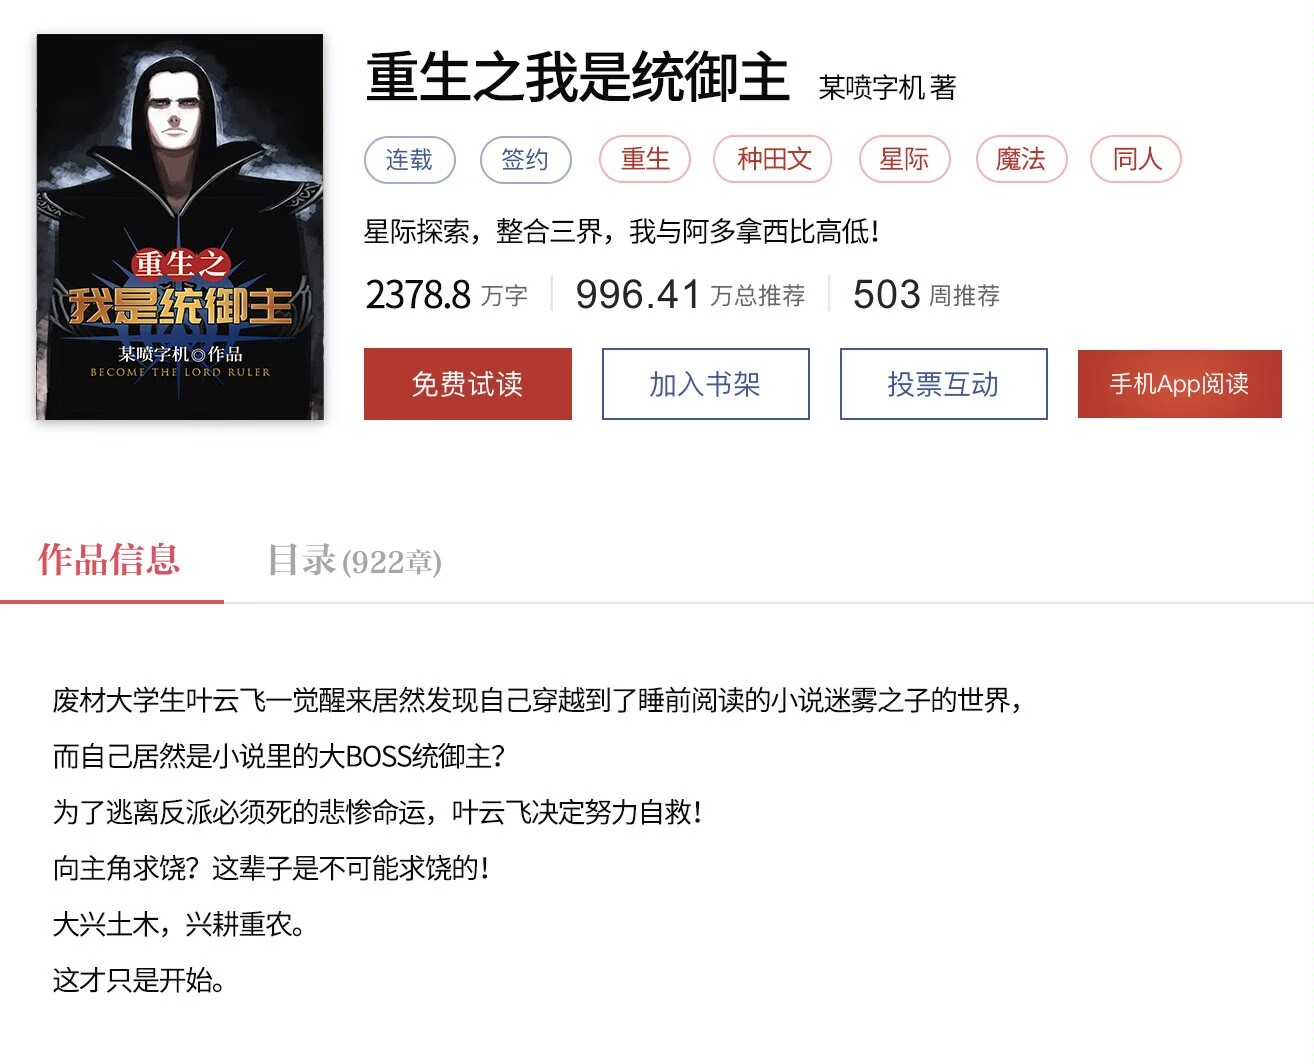 重生之
我是统御主
某喷字机◎作品
BECOME THE LORD RULER
重生之我是统御主 某喷字机 著
连载 签约 重生 种田文 星际 魔法 同人
星际探索，整合三界，我与阿多拿西比高低！
2378.8 万字 996.41 万总推荐 503 周推荐
免费试读 加入书架 投票互动 手机App阅读
作品信息 目录(922章)
废材大学生叶云飞一觉醒来居然发现自己穿越到了睡前阅读的小说迷雾之子的世界，
而自己居然是小说里的大BOSS统御主？
为了逃离反派必须死的悲惨命运，叶云飞决定努力自救！
向主角求饶？这辈子是不可能求饶的！
大兴土木，兴耕重农。
这才只是开始。